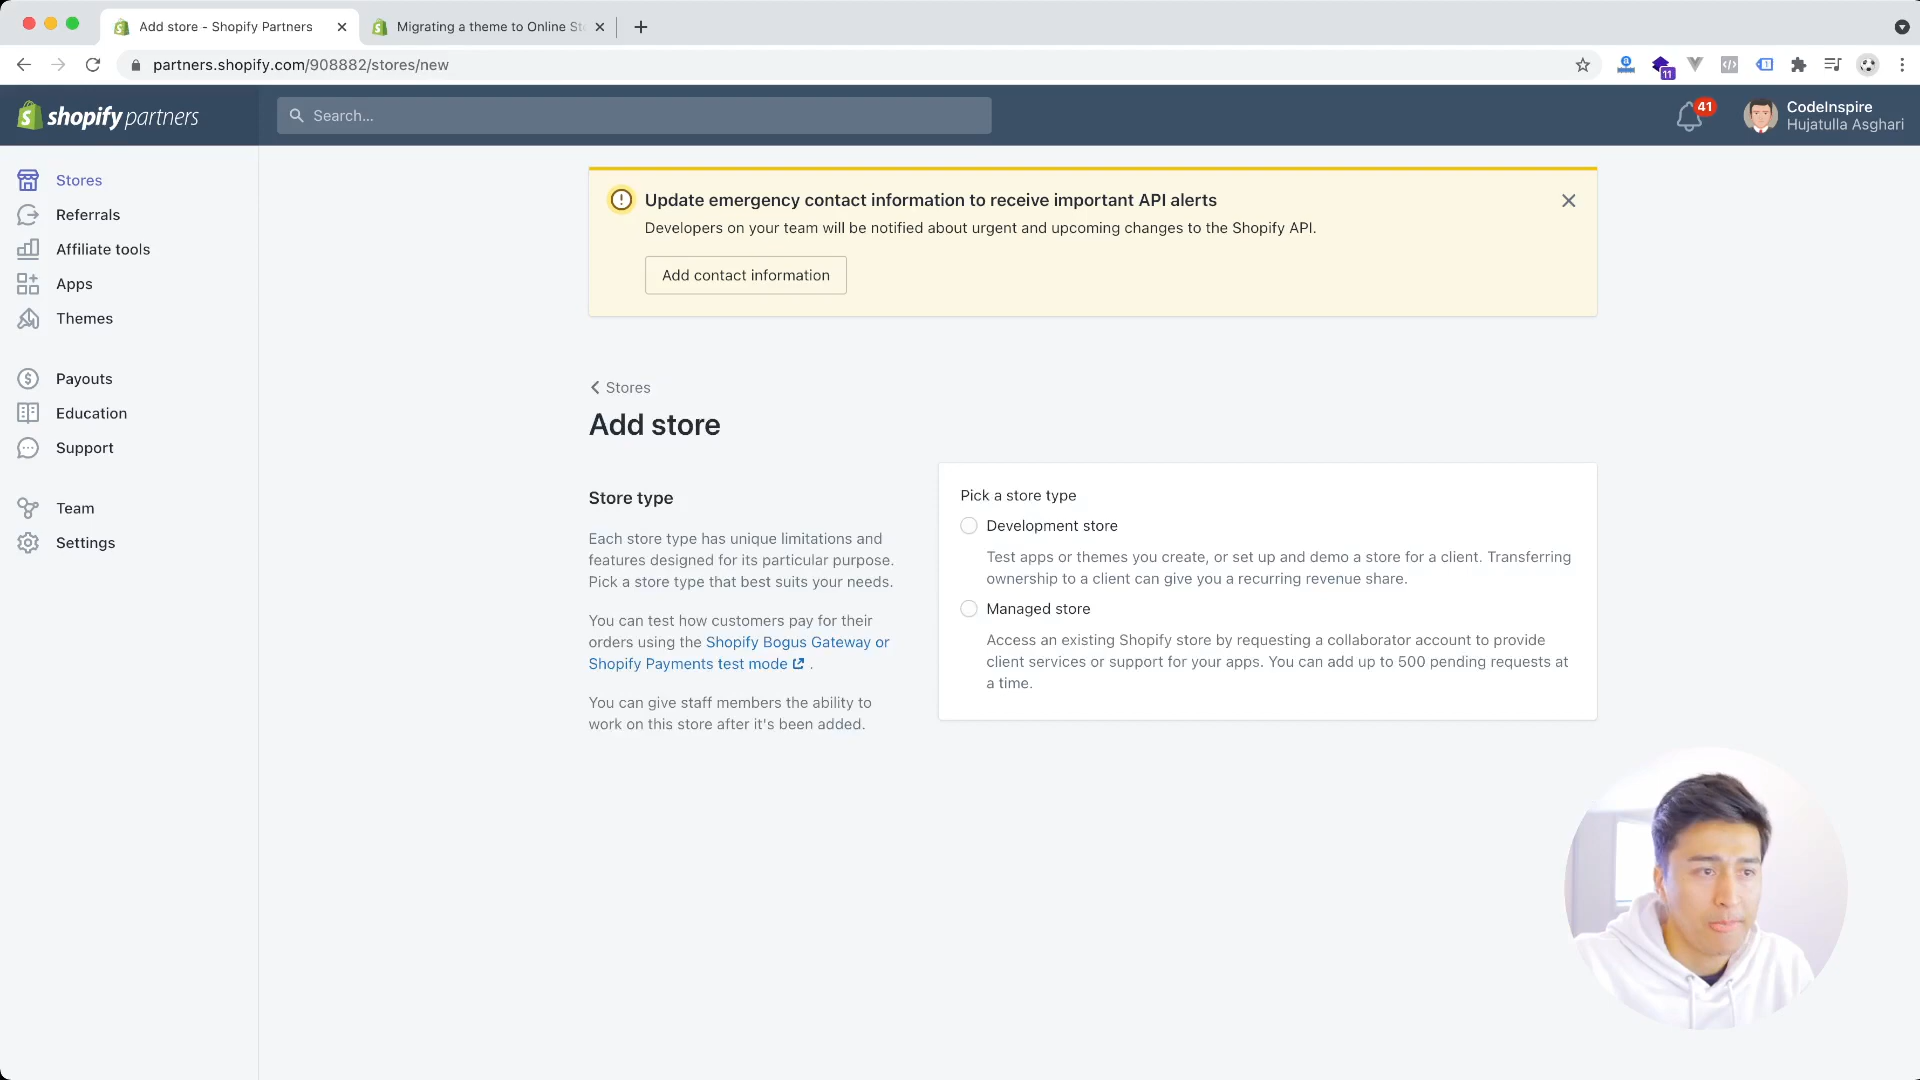 Add store - Shopify Partners
Migrating a theme to Online St
partners.shopify.com/908882/stores/new
11
shopify partners
Search...
41
CodeInspire
Hujatulla Asghari
Stores
Referrals
Affiliate tools
Apps
Themes
Payouts
Education
Support
Team
Settings
Update emergency contact information to receive important API alerts
Developers on your team will be notified about urgent and upcoming changes to the Shopify API.
Add contact information
Stores
Add store
Store type
Each store type has unique limitations and
features designed for its particular purpose.
Pick a store type that best suits your needs.
You can test how customers pay for their
orders using the Shopify Bogus Gateway or
Shopify Payments test mode .
You can give staff members the ability to
work on this store after it's been added.
Pick a store type
Development store
Test apps or themes you create, or set up and demo a store for a client. Transferring
ownership to a client can give you a recurring revenue share.
Managed store
Access an existing Shopify store by requesting a collaborator account to provide
client services or support for your apps. You can add up to 500 pending requests at
a time.